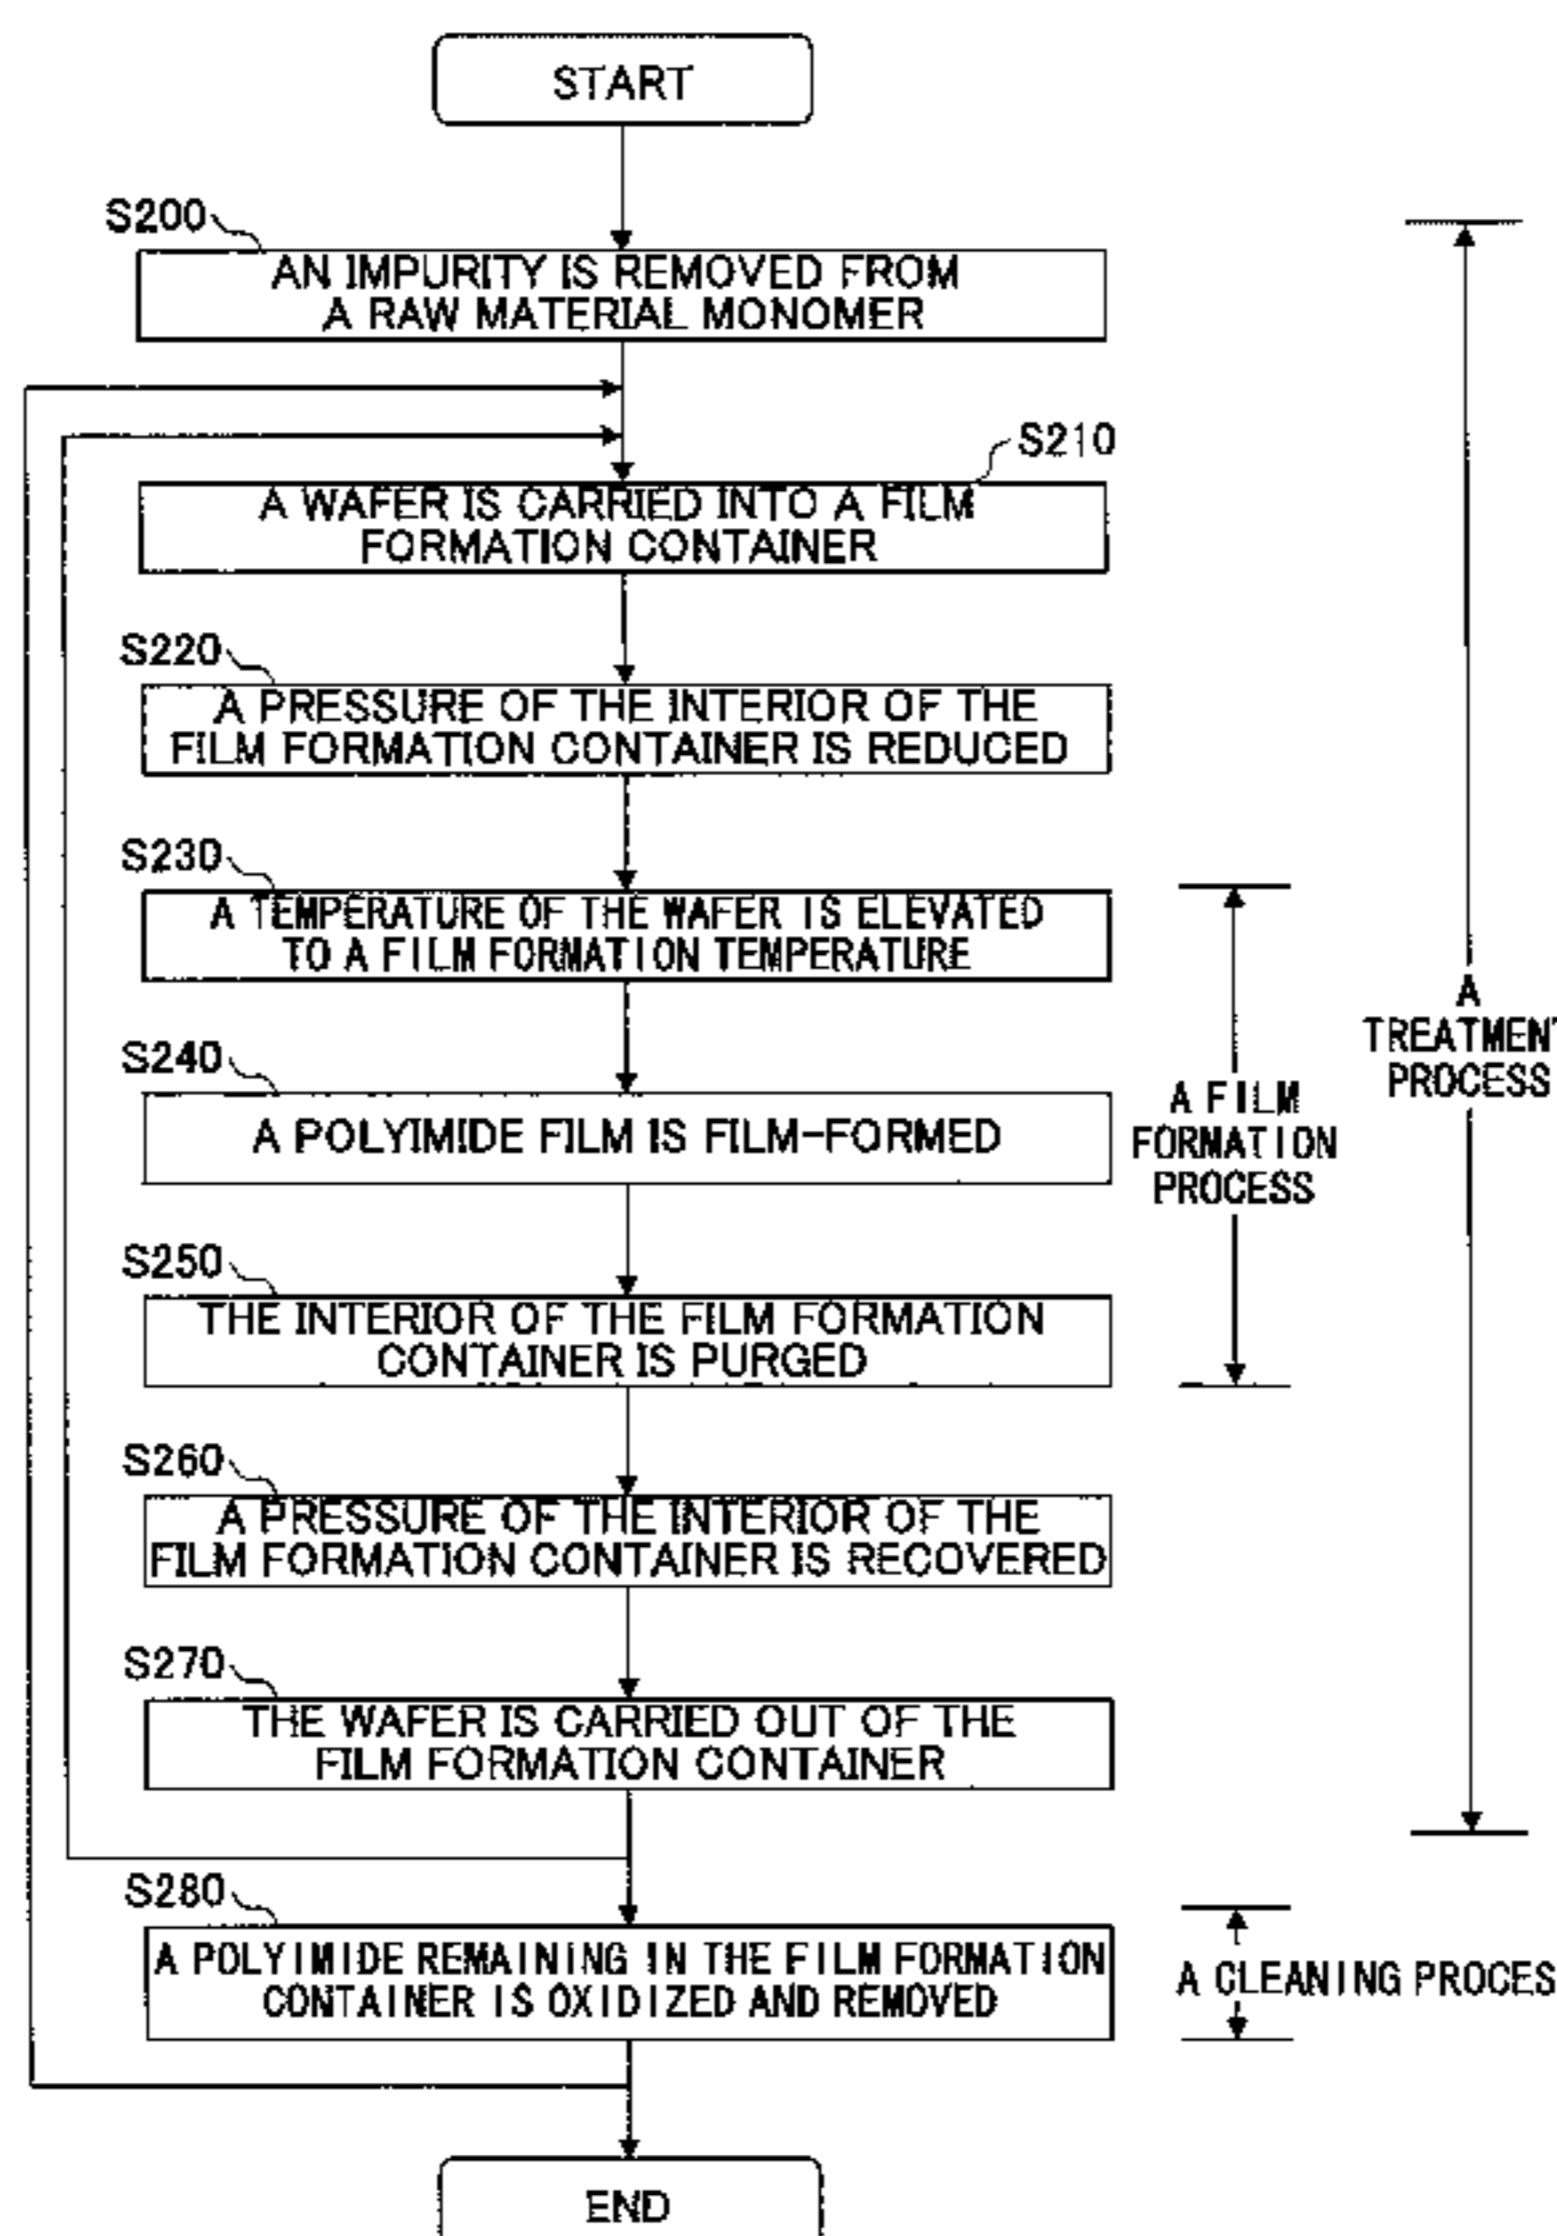 START
S200
AN IMPURITY IS REMOVED FROM
A RAW MATERIAL MONOMER
S210
A WAFER IS CARRIED INTO A FILM
FORMATION CONTAINER
S220
A PRESSURE OF THE INTERIOR OF THE
FILM FORMATION CONTAINER IS REDUCED
S230
A TEMPERATURE OF THE WAFER IS ELEVATED
TO A FILM FORMATION TEMPERATURE
S240
A POLYIMIDE FILM IS FILM-FORMED
S250
THE INTERIOR OF THE FILM FORMATION
CONTAINER IS PURGED
S260
A PRESSURE OF THE INTERIOR OF THE
FILM FORMATION CONTAINER IS RECOVERED
S270
THE WAFER IS CARRIED OUT OF THE
FILM FORMATION CONTAINER
S280
A POLYIMIDE REMAINING IN THE FILM FORMATION
CONTAINER IS OXIDIZED AND REMOVED
END
A FILM
FORMATION
PROCESS
A
TREATMENT
PROCESS
A CLEANING PROCES